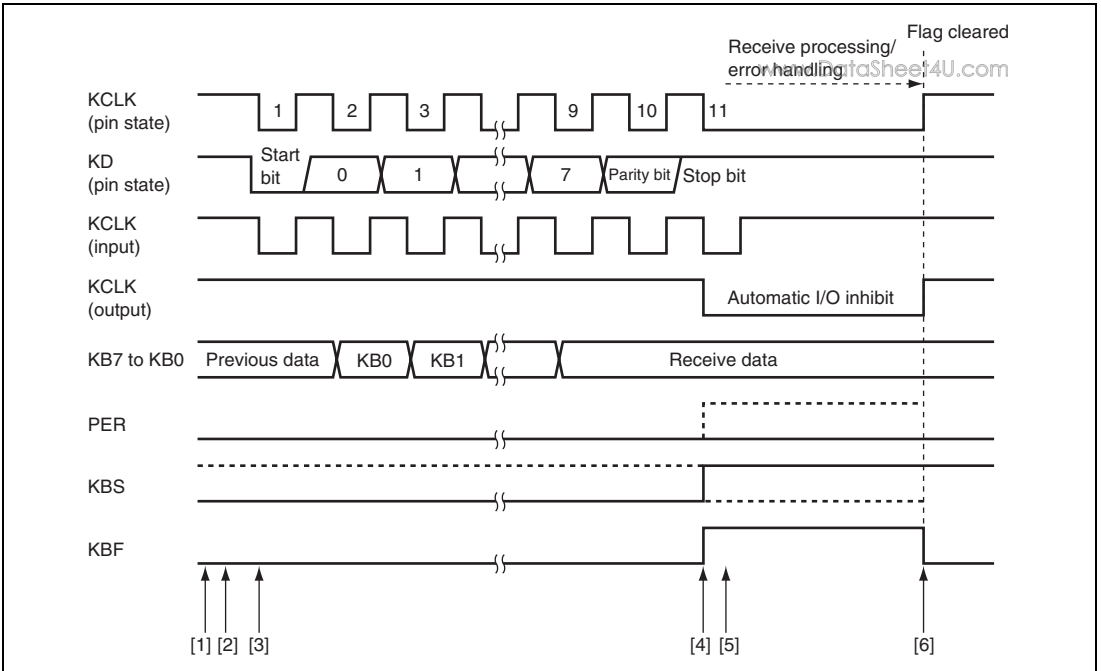 Flag cleared
Receive processing/
error handling
www.DataSheet4U.com
KCLK
(pin state)
1 2 3 9 10 11
KD
(pin state)
Start
bit
0 1 7 Parity bit Stop bit
KCLK
(input)
KCLK
(output)
Automatic I/O inhibit
KB7 to KB0 Previous data KB0 KB1 Receive data
PER
KBS
KBF
[1] [2] [3] [4] [5] [6]